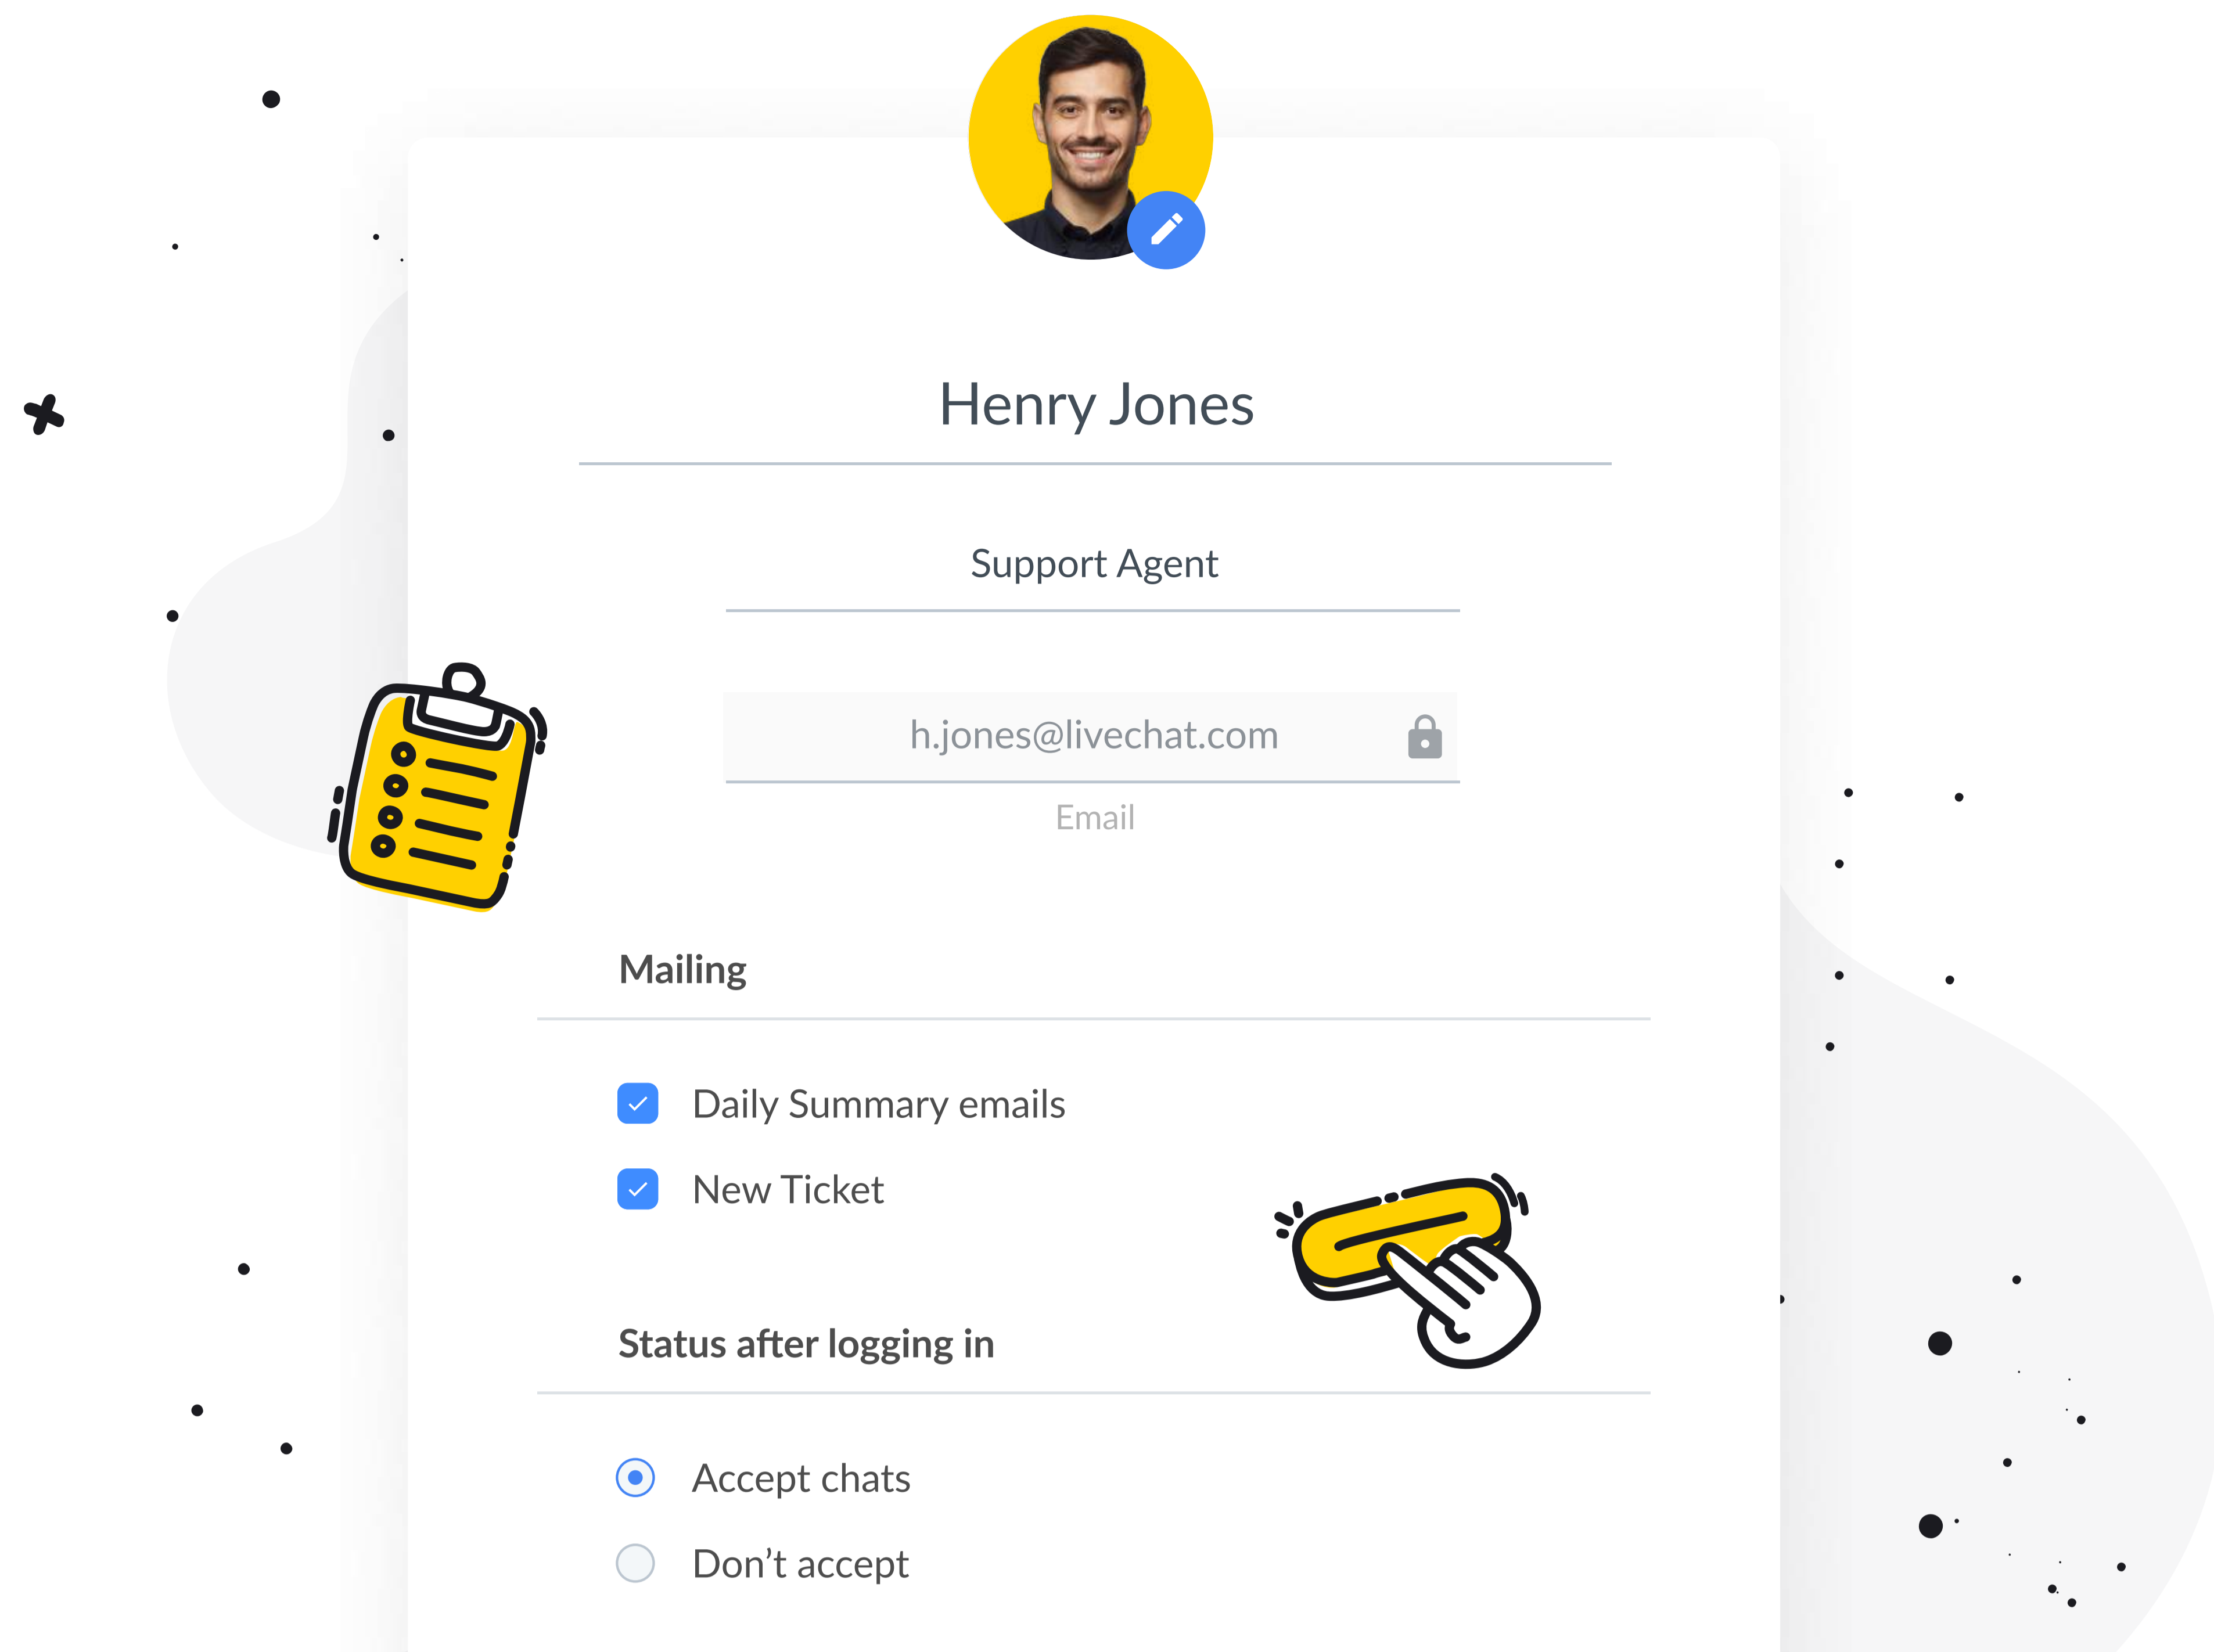 Henry Jones
Support Agent
h.jones@livechat.com
Email
Mailing
Daily Summary emails
New Ticket
Status after logging in
Accept chats
Don’t accept